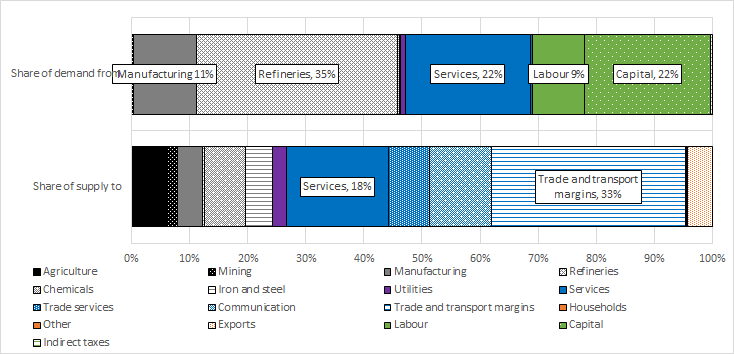 Share of demand from
Manufacturing 11%
Refineries, 35%
Services, 22%
Labour 9%
Capital, 22%
Share of supply to
Services, 18%
Trade and transport
margins, 33%
0% 10% 20% 30% 40% 50% 60% 70% 80% 90% 100%
Agriculture Mining Manufacturing Refineries
Chemicals Iron and steel Utilities Services
Trade services Communication Trade and transport margins Households
Other Exports Labour Capital
Indirect taxes